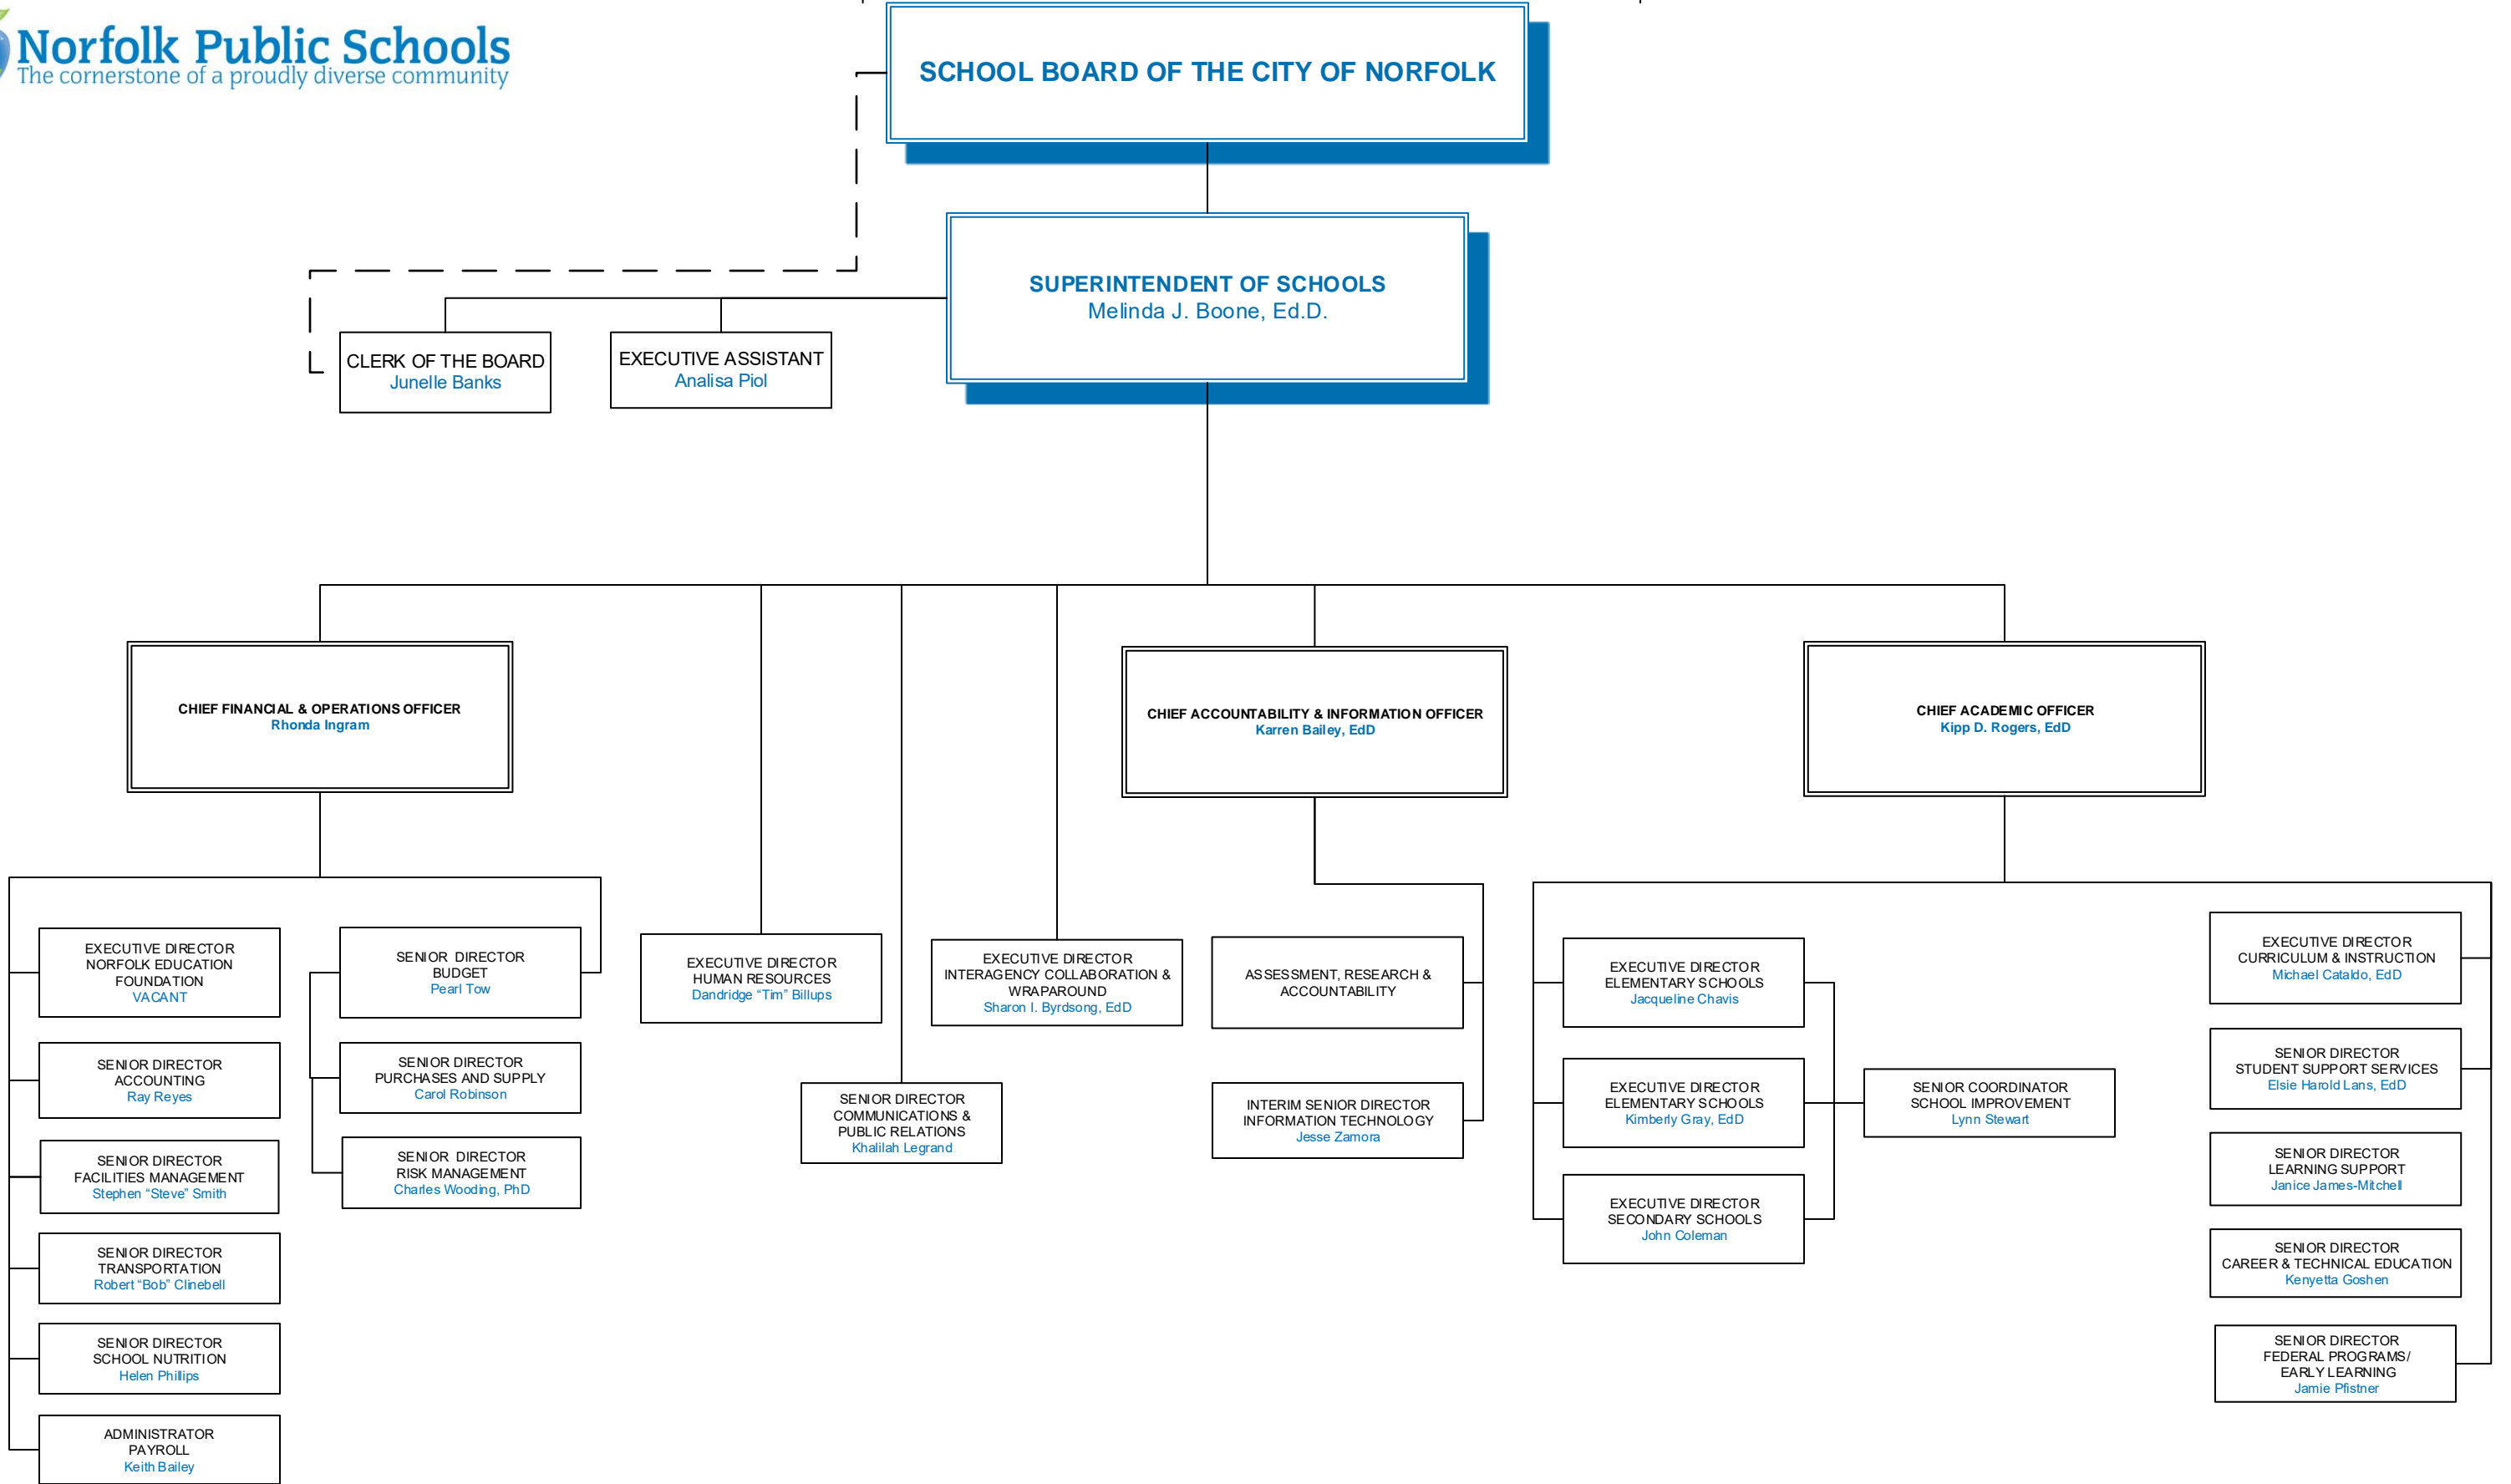 Norfolk Public Schools
The cornerstone of a proudly diverse community
SCHOOL BOARD OF THE CITY OF NORFOLK
SUPERINTENDENT OF SCHOOLS
Melinda J. Boone, Ed.D.
CLERK OF THE BOARD
Junelle Banks
EXECUTIVE ASSISTANT
Analisa Piol
CHIEF FINANCIAL & OPERATIONS OFFICER
Rhonda Ingram
CHIEF ACCOUNTABILITY & INFORMATION OFFICER
Karren Bailey, EdD
CHIEF ACADEMIC OFFICER
Kipp D. Rogers, EdD
EXECUTIVE DIRECTOR
NORFOLK EDUCATION
FOUNDATION
VACANT
SENIOR DIRECTOR
ACCOUNTING
Ray Reyes
SENIOR DIRECTOR
FACILITIES MANAGEMENT
Stephen “Steve” Smith
SENIOR DIRECTOR
TRANSPORTATION
Robert “Bob” Clinebell
SENIOR DIRECTOR
SCHOOL NUTRITION
Helen Phillips
ADMINISTRATOR
PAYROLL
Keith Bailey
SENIOR DIRECTOR
BUDGET
Pearl Tow
SENIOR DIRECTOR
PURCHASES AND SUPPLY
Carol Robinson
SENIOR DIRECTOR
RISK MANAGEMENT
Charles Wooding, PhD
EXECUTIVE DIRECTOR
HUMAN RESOURCES
Dandridge “Tim” Billups
SENIOR DIRECTOR
COMMUNICATIONS &
PUBLIC RELATIONS
Khalilah Legrand
EXECUTIVE DIRECTOR
INTERAGENCY COLLABORATION &
WRAPAROUND
Sharon I. Byrdsong, EdD
ASSESSMENT, RESEARCH &
ACCOUNTABILITY
INTERIM SENIOR DIRECTOR
INFORMATION TECHNOLOGY
Jesse Zamora
EXECUTIVE DIRECTOR
ELEMENTARY SCHOOLS
Jacqueline Chavis
EXECUTIVE DIRECTOR
ELEMENTARY SCHOOLS
Kimberly Gray, EdD
EXECUTIVE DIRECTOR
SECONDARY SCHOOLS
John Coleman
SENIOR COORDINATOR
SCHOOL IMPROVEMENT
Lynn Stewart
EXECUTIVE DIRECTOR
CURRICULUM & INSTRUCTION
Michael Cataldo, EdD
SENIOR DIRECTOR
STUDENT SUPPORT SERVICES
Elsie Harold Lans, EdD
SENIOR DIRECTOR
LEARNING SUPPORT
Janice James-Mitchell
SENIOR DIRECTOR
CAREER & TECHNICAL EDUCATION
Kenyetta Goshen
SENIOR DIRECTOR
FEDERAL PROGRAMS/
EARLY LEARNING
Jamie Pfistner